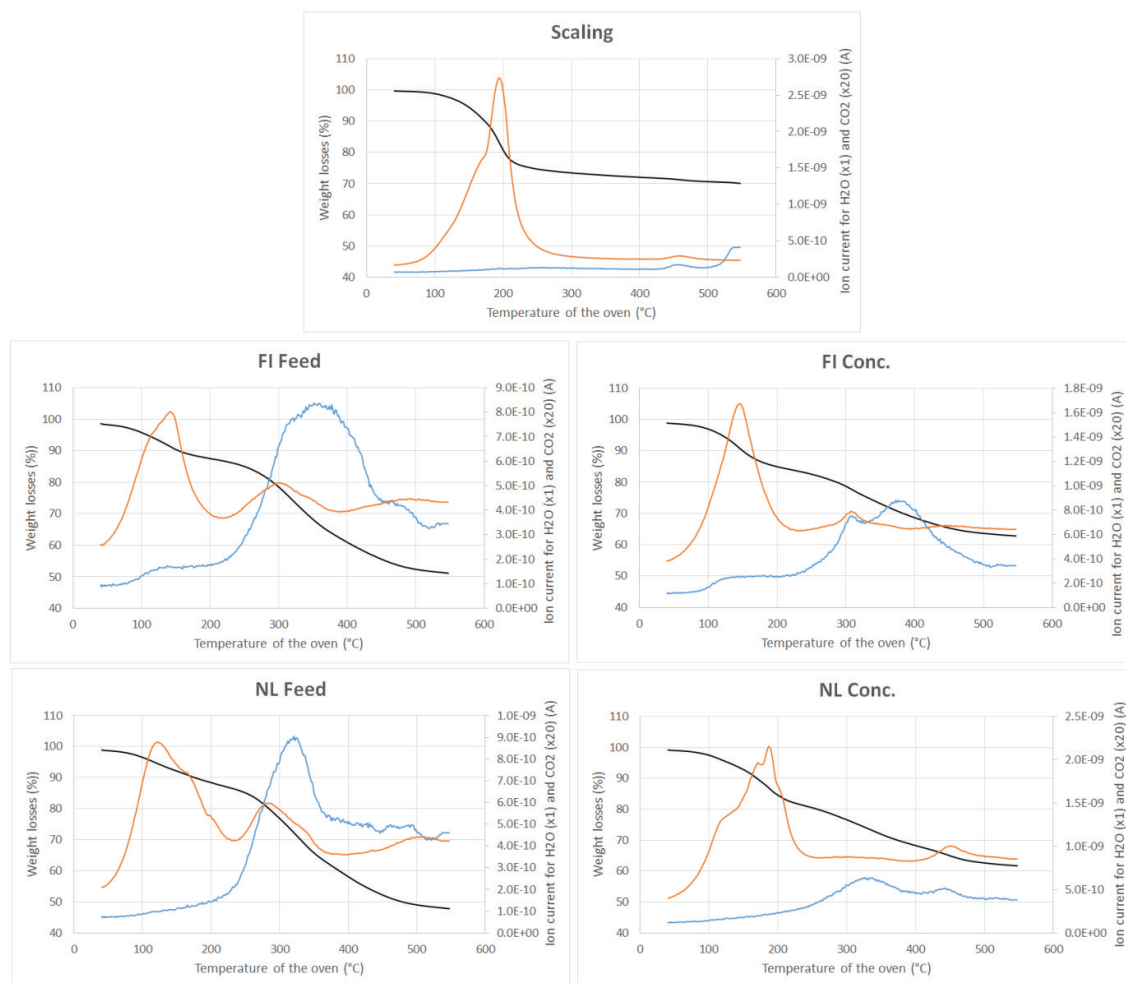 Scaling
110
100
90
80
70
60
50
40
Weight losses (%))
3.0E-09
2.5E-09
2.0E-09
1.5E-09
1.0E-09
5.0E-10
0.0E+00
Ion current for H2O (x1) and CO2 (x20) (A)
0 100 200 300 400 500 600
Temperature of the oven (°C)
FI Feed
110
100
90
80
70
60
50
40
Weight losses (%))
9.0E-10
8.0E-10
7.0E-10
6.0E-10
5.0E-10
4.0E-10
3.0E-10
2.0E-10
1.0E-10
0.0E+00
Ion current for H2O (x1) and CO2 (x20) (A)
0 100 200 300 400 500 600
Temperature of the oven (°C)
FI Conc.
110
100
90
80
70
60
50
40
Weight losses (%))
1.8E-09
1.6E-09
1.4E-09
1.2E-09
1.0E-09
8.0E-10
6.0E-10
4.0E-10
2.0E-10
0.0E+00
Ion current for H2O (x1) and CO2 (x20) (A)
0 100 200 300 400 500 600
Temperature of the oven (°C)
NL Feed
110
100
90
80
70
60
50
40
Weight losses (%))
1.0E-09
9.0E-10
8.0E-10
7.0E-10
6.0E-10
5.0E-10
4.0E-10
3.0E-10
2.0E-10
1.0E-10
0.0E+00
Ion current for H2O (x1) and CO2 (x20) (A)
0 100 200 300 400 500 600
Temperature of the oven (°C)
NL Conc.
110
100
90
80
70
60
50
40
Weight losses (%))
2.5E-09
2.0E-09
1.5E-09
1.0E-09
5.0E-10
0.0E+00
Ion current for H2O (x1) and CO2 (x20) (A)
0 100 200 300 400 500 600
Temperature of the oven (°C)